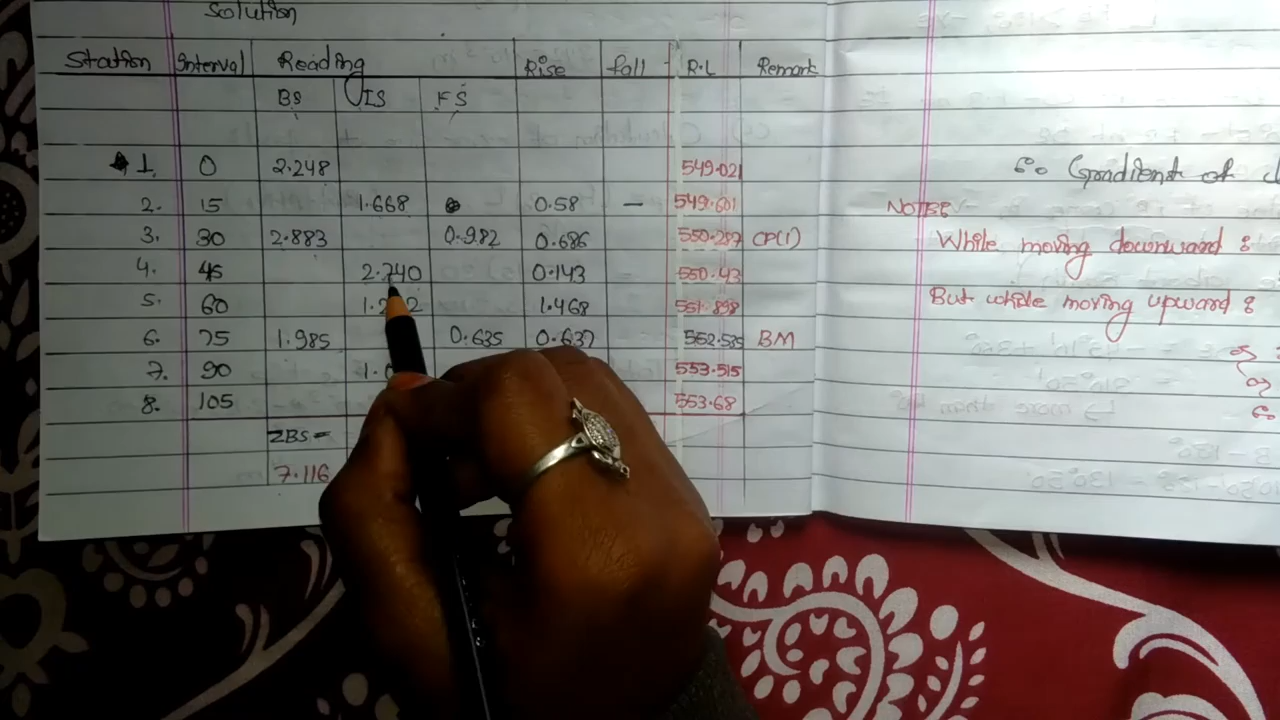 Solution
Station Interval Reading Rise fall R.L Remark
BS IS FS
1. 0 2.248 549.021
2. 15 1.668 0.58 — 549.601
3. 30 2.883 0.982 0.686 550.287 CP(1)
4. 45 2.740 0.143 550.43
5. 60 1.468 551.898
6. 75 1.985 0.635 0.637 552.535 BM
7. 90 553.515
8. 105 553.68
ΣBS=
7.116
Gradient of
NOTE:
While moving downward :
But while moving upward :